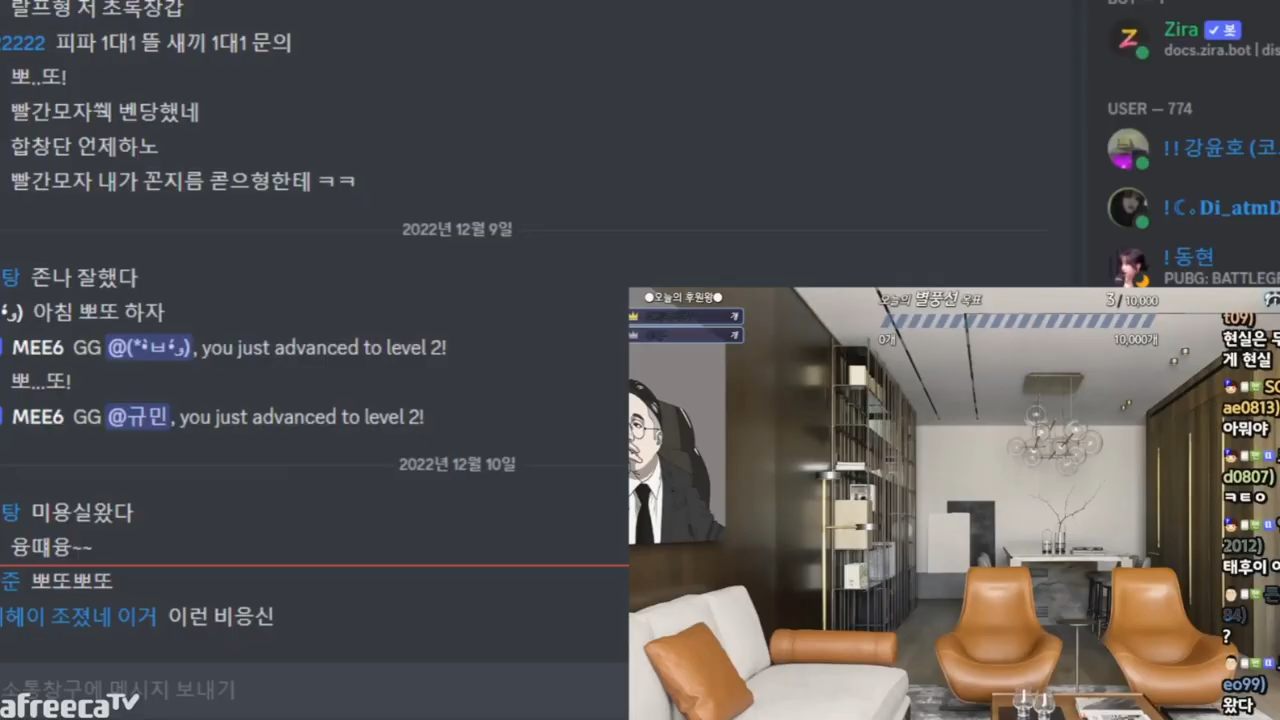 랄프형 저 초록장갑
22222 피파 1대1 뜰 새끼 1대1 문의
뽀..또!
빨간모자쒝 벤당했네
합창단 언제하노
빨간모자 내가 꼰지름 콛으형한테 ㅋㅋ
2022년 12월 9일
탕 존나 잘했다
아침 뽀또 하자
MEE6 GG @(*•̀ㅂ•́و), you just advanced to level 2!
뽀...또!
MEE6 GG @규민, you just advanced to level 2!
2022년 12월 10일
탕 미용실왔다
융때융~~
준 뽀또뽀또
헤이 조졌네 이거 이런 비응신
소통창구에 메시지 보내기
afreecaTV
BOT
Zira ✓ 봇
docs.zira.bot | dis
USER — 774
!! 강윤호 (코
!☾。Di_atmD
! 동현
PUBG: BATTLEGR
●오늘의 후원왕●
개
개
오늘의 별풍선 목표
3 / 10,000
0개
10,000개
t09)
현실은 두
게 현실
ae0813)
아뭐야
d0807)
ㅋㅌㅇ
2012)
태후이 이
84)
?
eo99)
왔다